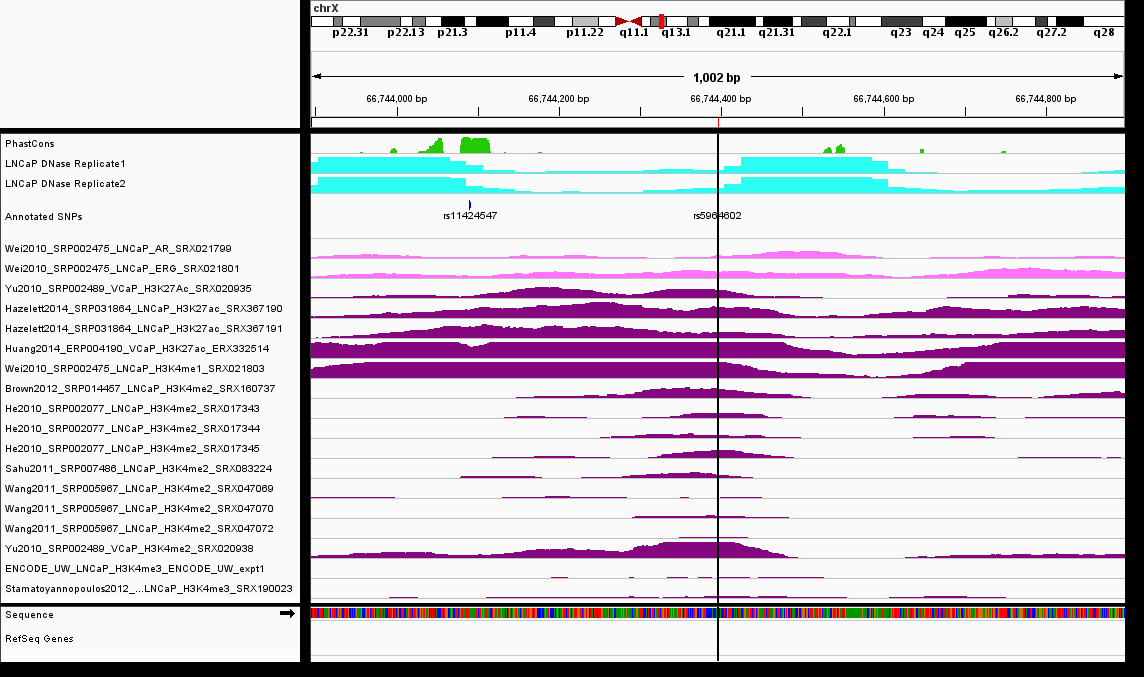 chrX
p22.31 p22.13 p21.3 p11.4 p11.22 q11.1 q13.1 q21.1 q21.31 q22.1 q23 q24 q25 q26.2 q27.2 q28
1,002 bp
66,744,000 bp 66,744,200 bp 66,744,400 bp 66,744,600 bp 66,744,800 bp
PhastCons
LNCaP DNase Replicate1
LNCaP DNase Replicate2
Annotated SNPs
rs11424547 rs5964602
Wei2010_SRP002475_LNCaP_AR_SRX021799
Wei2010_SRP002475_LNCaP_ERG_SRX021801
Yu2010_SRP002489_VCaP_H3K27Ac_SRX020935
Hazelett2014_SRP031864_LNCaP_H3K27ac_SRX367190
Hazelett2014_SRP031864_LNCaP_H3K27ac_SRX367191
Huang2014_ERP004190_VCaP_H3K27ac_ERX332514
Wei2010_SRP002475_LNCaP_H3K4me1_SRX021803
Brown2012_SRP014457_LNCaP_H3K4me2_SRX160737
He2010_SRP002077_LNCaP_H3K4me2_SRX017343
He2010_SRP002077_LNCaP_H3K4me2_SRX017344
He2010_SRP002077_LNCaP_H3K4me2_SRX017345
Sahu2011_SRP007486_LNCaP_H3K4me2_SRX083224
Wang2011_SRP005967_LNCaP_H3K4me2_SRX047069
Wang2011_SRP005967_LNCaP_H3K4me2_SRX047070
Wang2011_SRP005967_LNCaP_H3K4me2_SRX047072
Yu2010_SRP002489_VCaP_H3K4me2_SRX020938
ENCODE_UW_LNCaP_H3K4me3_ENCODE_UW_expt1
Stamatoyannopoulos2012_...LNCaP_H3K4me3_SRX190023
Sequence
RefSeq Genes